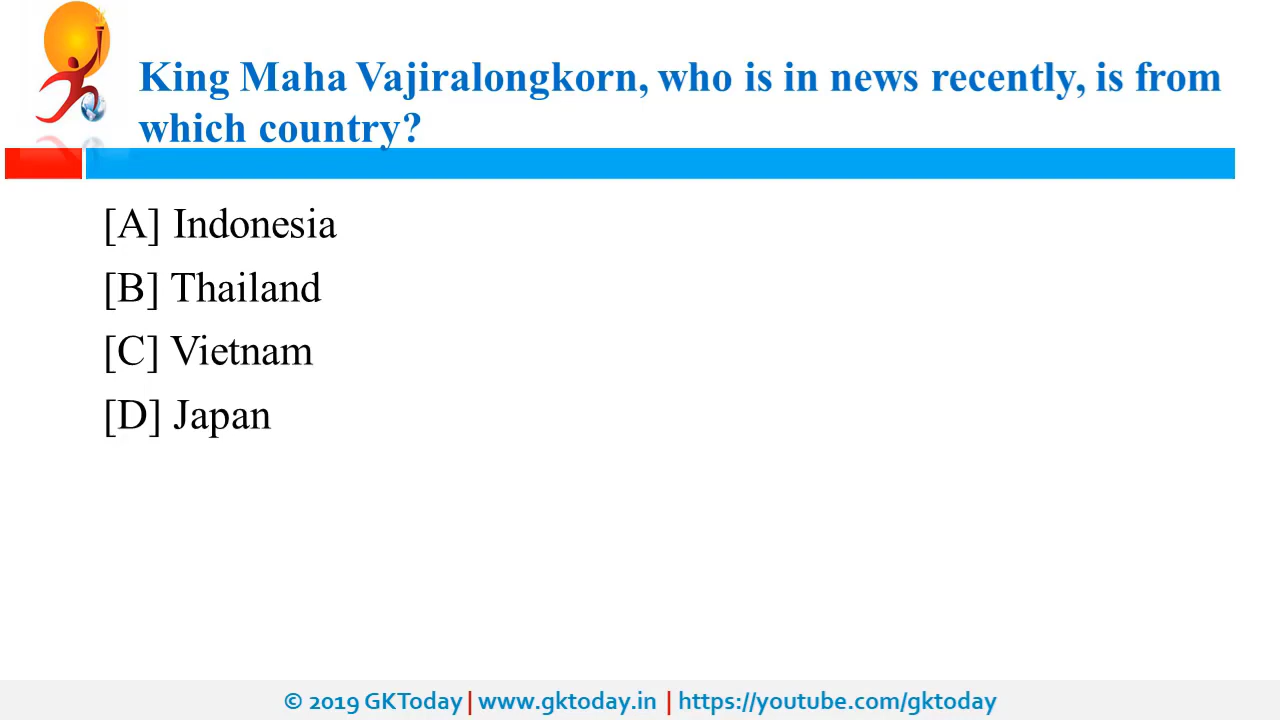 King Maha Vajiralongkorn, who is in news recently, is from
which country?
[A] Indonesia
[B] Thailand
[C] Vietnam
[D] Japan
© 2019 GKToday | www.gktoday.in | https://youtube.com/gktoday